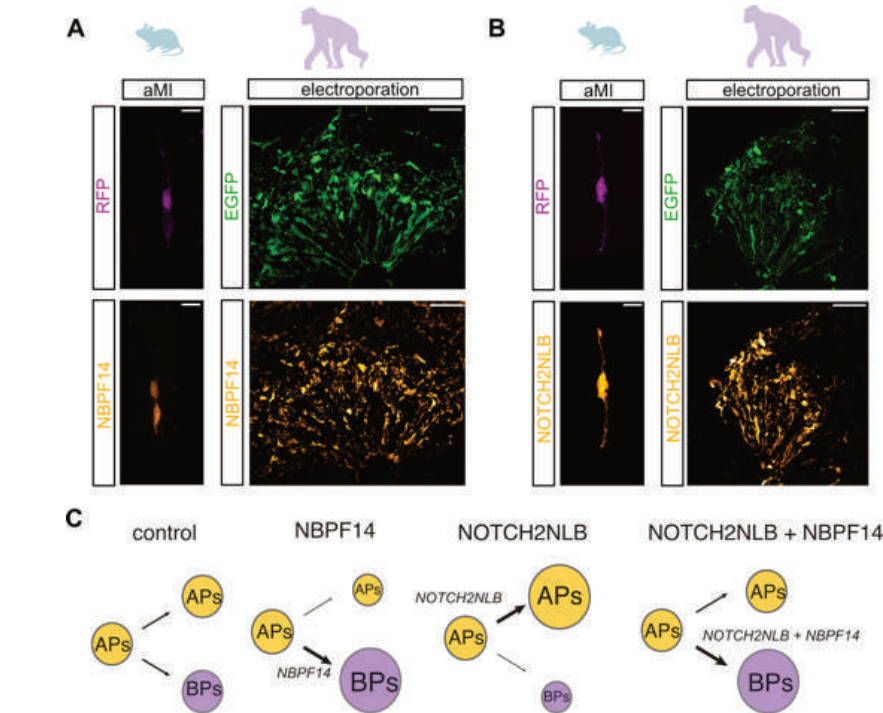 A
B
aMI
electroporation
aMI
electroporation
RFP
EGFP
RFP
EGFP
NBPF14
NBPF14
NOTCH2NLB
NOTCH2NLB
C
control
NBPF14
NOTCH2NLB
NOTCH2NLB + NBPF14
APs
APs
BPs
APs
APs
NBPF14
BPs
NOTCH2NLB
APs
APs
BPs
APs
APs
NOTCH2NLB + NBPF14
BPs